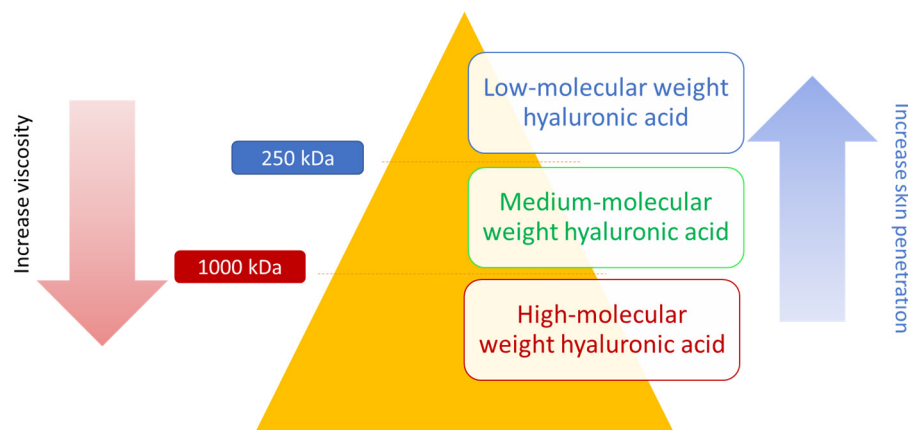 Increase viscosity
250 kDa
1000 kDa
Low-molecular weight
hyaluronic acid
Medium-molecular
weight hyaluronic acid
High-molecular
weight hyaluronic acid
Increase skin penetration